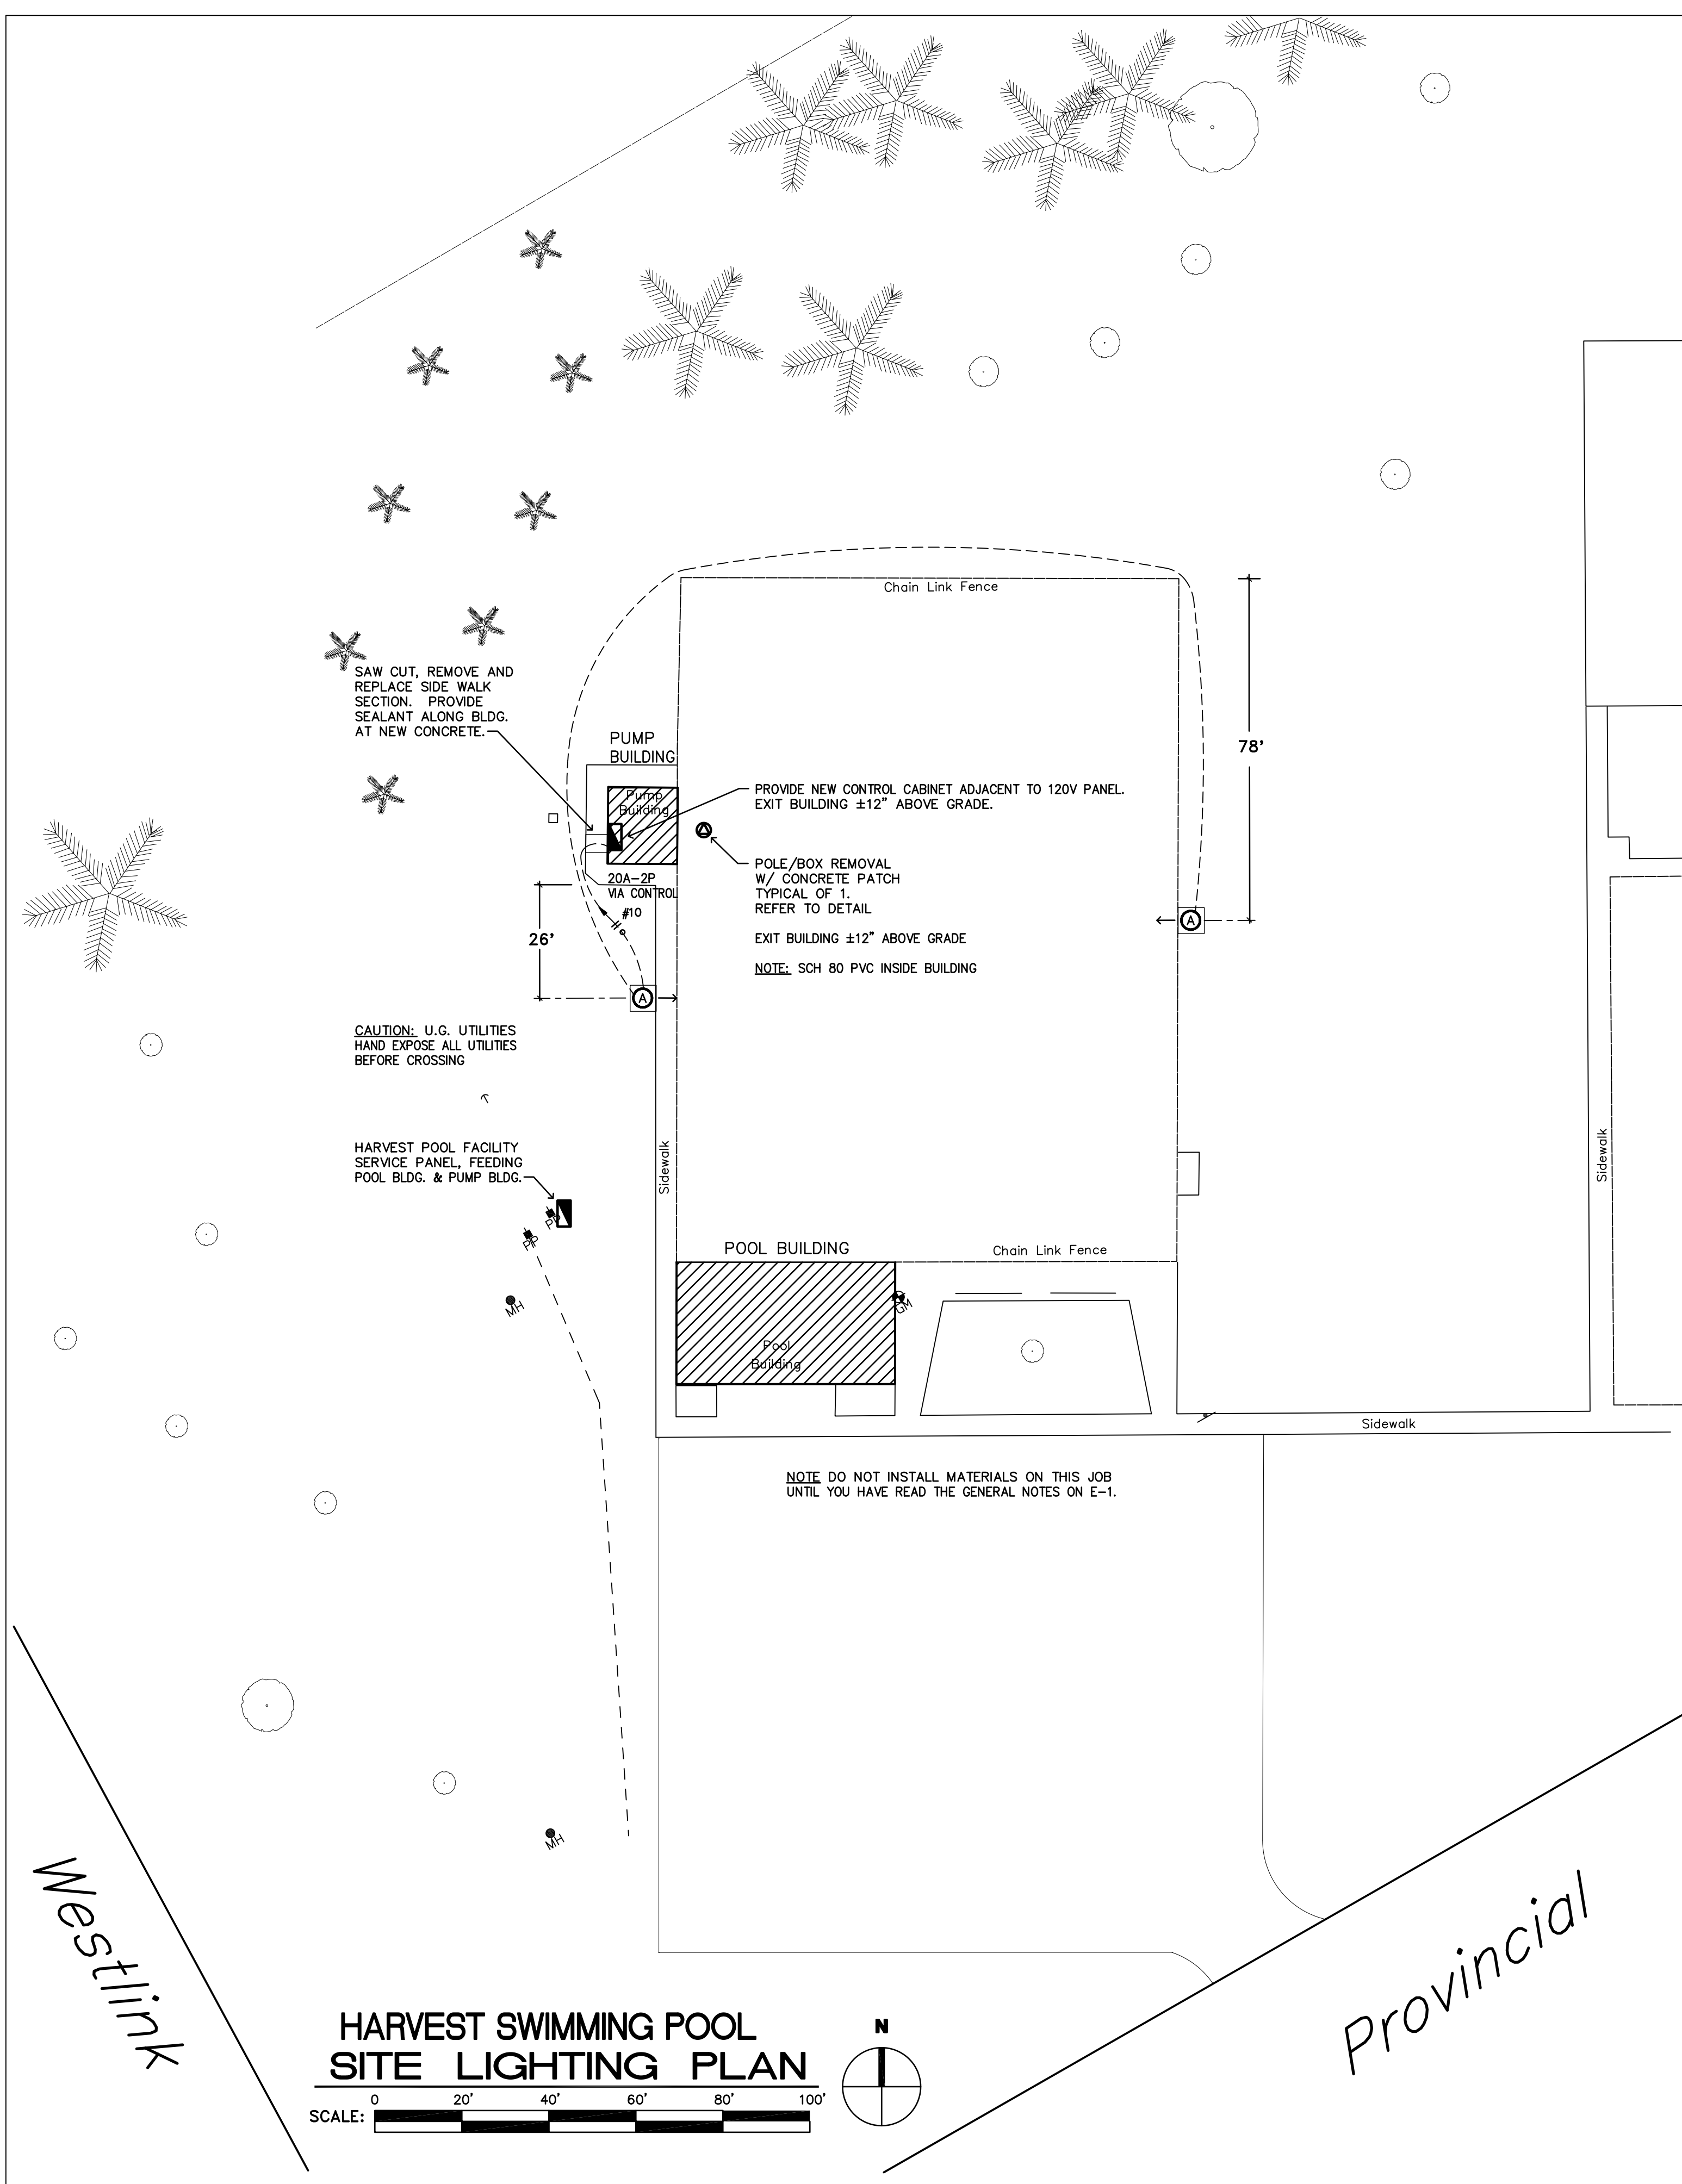 Chain Link Fence
SAW CUT, REMOVE AND
REPLACE SIDE WALK
SECTION. PROVIDE
SEALANT ALONG BLDG.
AT NEW CONCRETE.
PUMP
BUILDING
Pump
Building
78'
PROVIDE NEW CONTROL CABINET ADJACENT TO 120V PANEL.
EXIT BUILDING ±12" ABOVE GRADE.
POLE/BOX REMOVAL
W/ CONCRETE PATCH
TYPICAL OF 1.
REFER TO DETAIL
EXIT BUILDING ±12" ABOVE GRADE
NOTE: SCH 80 PVC INSIDE BUILDING
20A-2P
VIA CONTROL
#10
26'
A
A
CAUTION: U.G. UTILITIES
HAND EXPOSE ALL UTILITIES
BEFORE CROSSING
HARVEST POOL FACILITY
SERVICE PANEL, FEEDING
POOL BLDG. & PUMP BLDG.
Sidewalk
Sidewalk
PP
PP
MH
POOL BUILDING
Chain Link Fence
GM
Pool
Building
Sidewalk
NOTE DO NOT INSTALL MATERIALS ON THIS JOB
UNTIL YOU HAVE READ THE GENERAL NOTES ON E-1.
MH
Westlink
Provincial
HARVEST SWIMMING POOL
SITE LIGHTING PLAN
N
0 20' 40' 60' 80' 100'
SCALE: